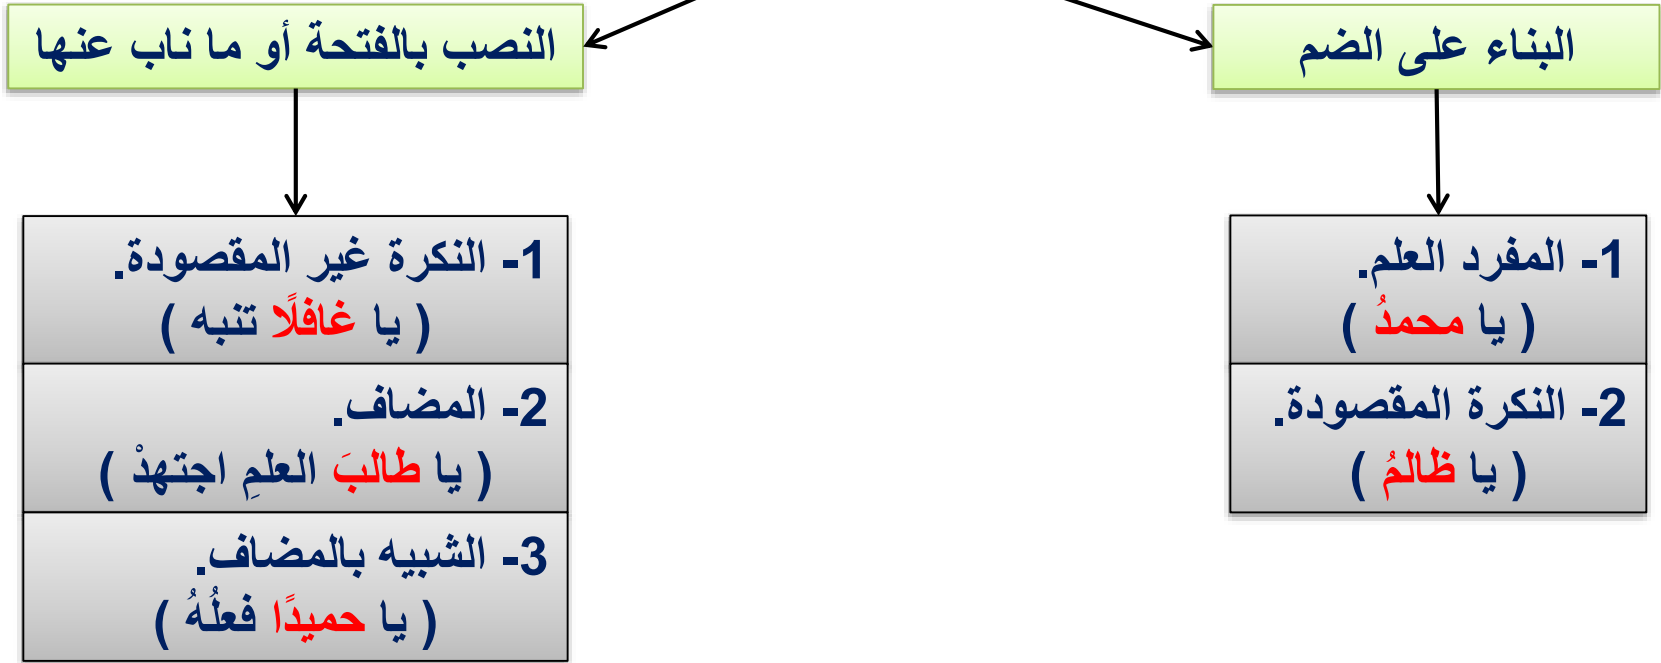 البناء على الضم
1- المفرد العلم.
( يا محمدُ )
2- النكرة المقصودة.
( يا ظالمُ )
النصب بالفتحة أو ما ناب عنها
1- النكرة غير المقصودة.
( يا غافلًا تنبه )
2- المضاف.
( يا طالبَ العلمِ اجتهدْ )
3- الشبيه بالمضاف.
( يا حميدًا فعلُهُ )